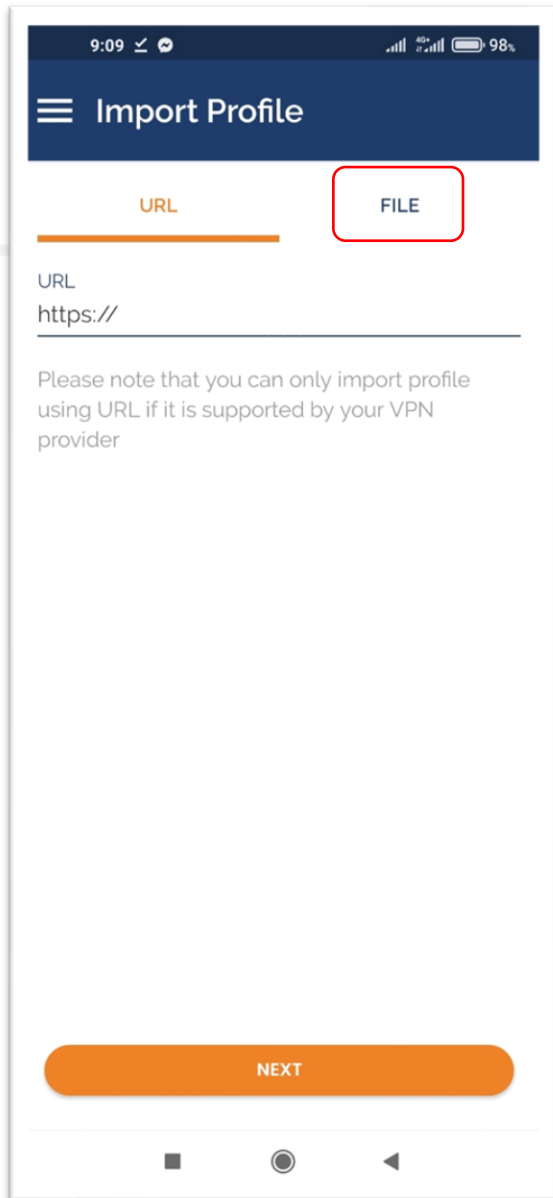 9:09 98%
Import Profile
URL FILE
URL
https://
Please note that you can only import profile
using URL if it is supported by your VPN
provider
NEXT